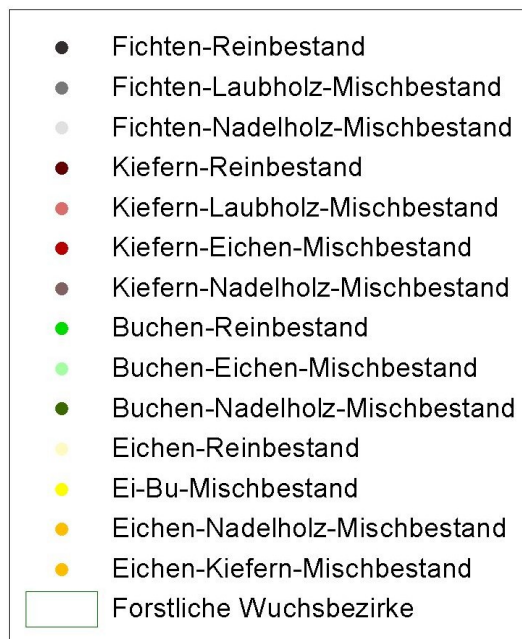 Fichten-Reinbestand
Fichten-Laubholz-Mischbestand
Fichten-Nadelholz-Mischbestand
Kiefern-Reinbestand
Kiefern-Laubholz-Mischbestand
Kiefern-Eichen-Mischbestand
Kiefern-Nadelholz-Mischbestand
Buchen-Reinbestand
Buchen-Eichen-Mischbestand
Buchen-Nadelholz-Mischbestand
Eichen-Reinbestand
Ei-Bu-Mischbestand
Eichen-Nadelholz-Mischbestand
Eichen-Kiefern-Mischbestand
Forstliche Wuchsbezirke